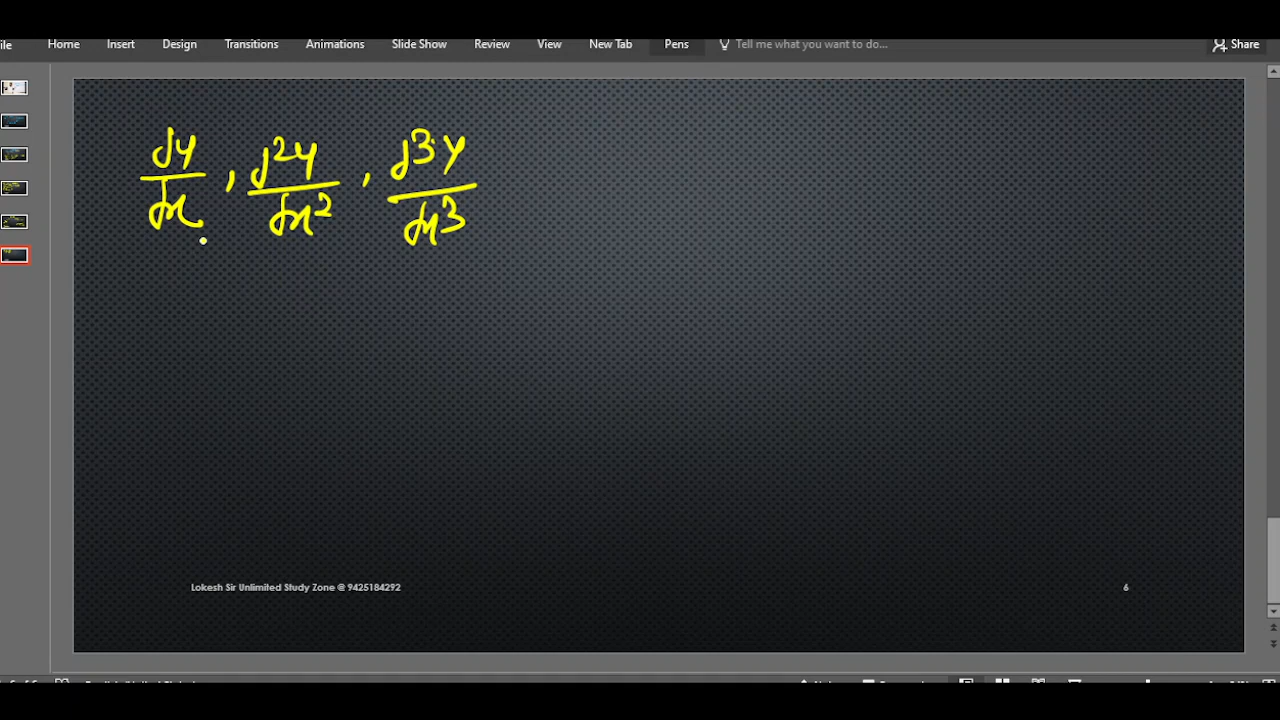 File Home Insert Design Transitions Animations Slide Show Review View New Tab Pens Tell me what you want to do... Share
dy/dx , d²y/dx² , d³y/dx³
Lokesh Sir Unlimited Study Zone @ 9425184292 6